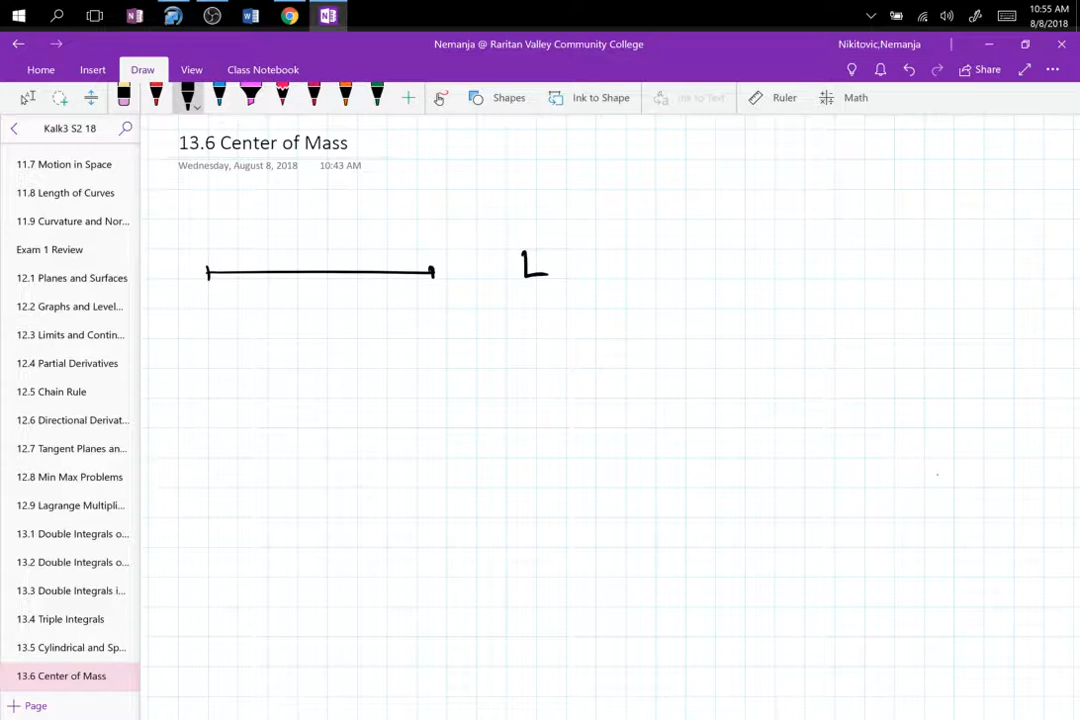 10:55 AM
8/8/2018
Nemanja @ Raritan Valley Community College
Nikitovic,Nemanja
Home Insert Draw View Class Notebook
Share
Shapes Ink to Shape Ink to Text Ruler Math
Kalk3 S2 18
11.7 Motion in Space
11.8 Length of Curves
11.9 Curvature and Nor...
Exam 1 Review
12.1 Planes and Surfaces
12.2 Graphs and Level...
12.3 Limits and Contin...
12.4 Partial Derivatives
12.5 Chain Rule
12.6 Directional Derivat...
12.7 Tangent Planes an...
12.8 Min Max Problems
12.9 Lagrange Multipli...
13.1 Double Integrals o...
13.2 Double Integrals o...
13.3 Double Integrals i...
13.4 Triple Integrals
13.5 Cylindrical and Sp...
13.6 Center of Mass
Page
13.6 Center of Mass
Wednesday, August 8, 2018 10:43 AM
L